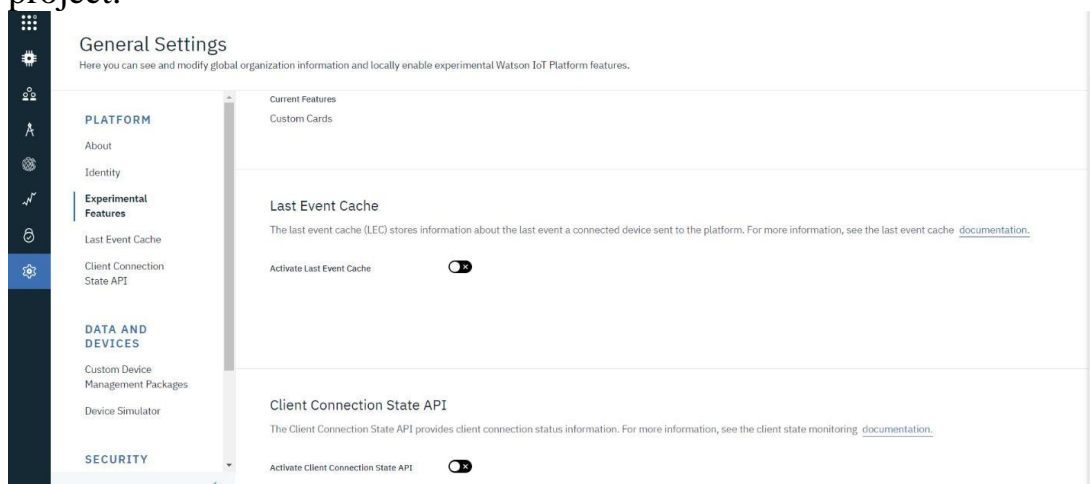 project.
General Settings
Here you can see and modify global organization information and locally enable experimental Watson IoT Platform features.
PLATFORM
About
Identity
Experimental
Features
Last Event Cache
Client Connection
State API
DATA AND
DEVICES
Custom Device
Management Packages
Device Simulator
SECURITY
Current Features
Custom Cards
Last Event Cache
The last event cache (LEC) stores information about the last event a connected device sent to the platform. For more information, see the last event cache documentation.
Activate Last Event Cache
Client Connection State API
The Client Connection State API provides client connection status information. For more information, see the client state monitoring documentation.
Activate Client Connection State API